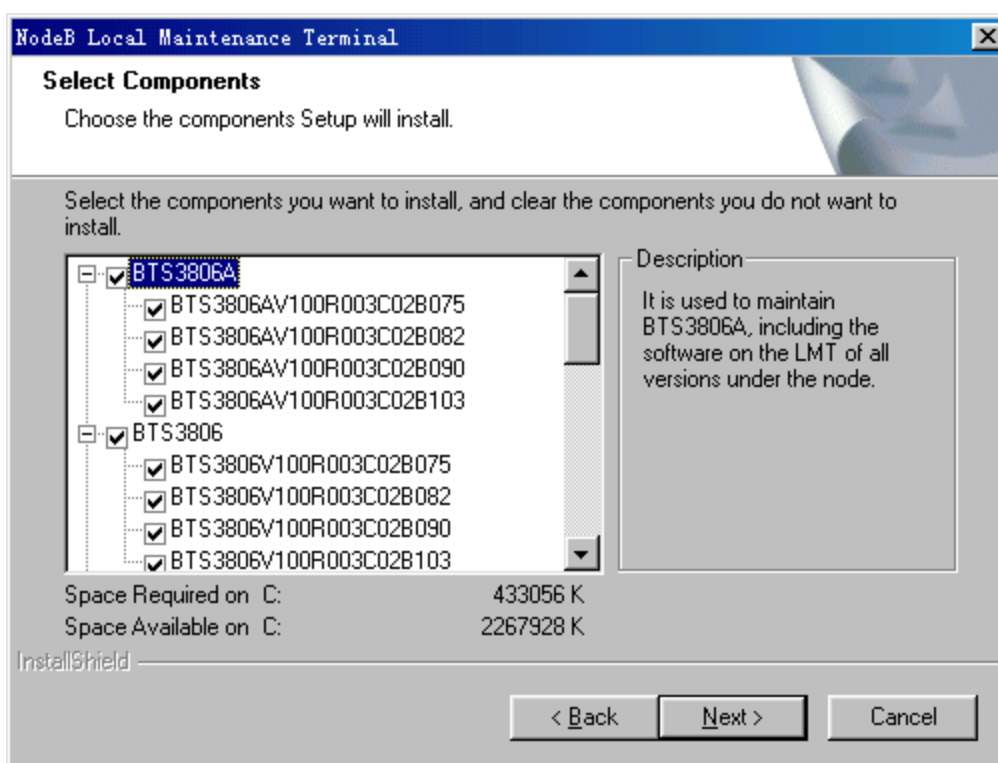 NodeB Local Maintenance Terminal
Select Components
Choose the components Setup will install.
Select the components you want to install, and clear the components you do not want to
install.
BTS3806A
BTS3806AV100R003C02B075
BTS3806AV100R003C02B082
BTS3806AV100R003C02B090
BTS3806AV100R003C02B103
BTS3806
BTS3806V100R003C02B075
BTS3806V100R003C02B082
BTS3806V100R003C02B090
BTS3806V100R003C02B103
Description
It is used to maintain
BTS3806A, including the
software on the LMT of all
versions under the node.
Space Required on C: 433056 K
Space Available on C: 2267928 K
InstallShield
< Back Next > Cancel